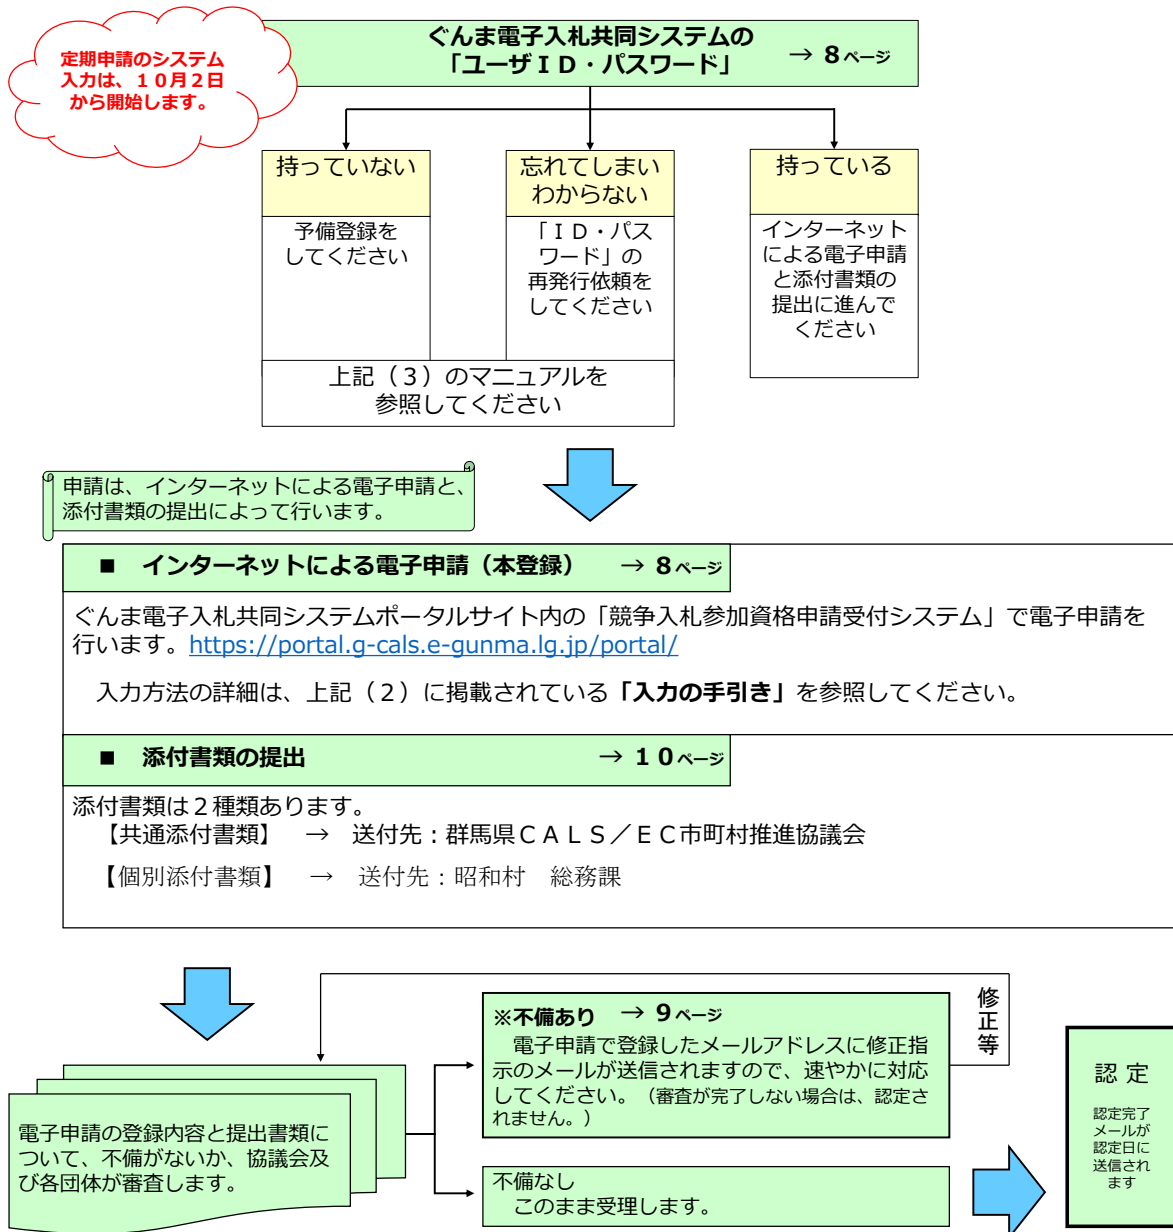 定期申請のシステム
入力は、１０月２日
から開始します。
ぐんま電子入札共同システムの
「ユーザＩＤ・パスワード」
→ ８ページ
持っていない
予備登録を
してください
忘れてしまい
わからない
「ＩＤ・パス
ワード」の
再発行依頼を
してください
持っている
インターネット
による電子申請
と添付書類の
提出に進んで
ください
上記（３）のマニュアルを
参照してください
申請は、インターネットによる電子申請と、
添付書類の提出によって行います。
■ インターネットによる電子申請（本登録） → ８ページ
ぐんま電子入札共同システムポータルサイト内の「競争入札参加資格申請受付システム」で電子申請を
行います。https://portal.g-cals.e-gunma.lg.jp/portal/
入力方法の詳細は、上記（２）に掲載されている「入力の手引き」を参照してください。
■ 添付書類の提出 → １０ページ
添付書類は２種類あります。
【共通添付書類】 → 送付先：群馬県ＣＡＬＳ／ＥＣ市町村推進協議会
【個別添付書類】 → 送付先：昭和村 総務課
電子申請の登録内容と提出書類に
ついて、不備がないか、協議会及
び各団体が審査します。
※不備あり → ９ページ
電子申請で登録したメールアドレスに修正指
示のメールが送信されますので、速やかに対応
してください。（審査が完了しない場合は、認定さ
れません。）
修正等
不備なし
このまま受理します。
認 定
認定完了
メールが
認定日に
送信され
ます